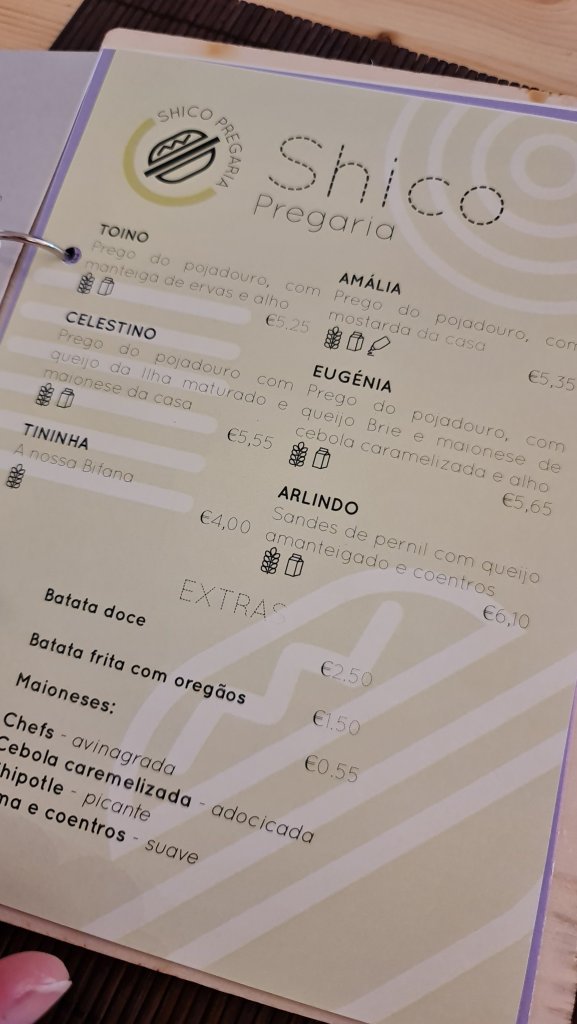 SHICO PREGARIA
Shico
Pregaria
TOINO
Prego do pojadouro, com
manteiga de ervas e alho
€5,25
CELESTINO
Prego do pojadouro com
queijo da Ilha maturado e
maionese da casa
€5,55
TININHA
A nossa Bifana
€4,00
AMÁLIA
Prego do pojadouro, com
mostarda da casa
€5,35
EUGÉNIA
Prego do pojadouro, com
queijo Brie e maionese de
cebola caramelizada e alho
€5,65
ARLINDO
Sandes de pernil com queijo
amanteigado e coentros
€6,10
EXTRAS
Batata doce
€2.50
Batata frita com oregãos
€1.50
Maioneses:
€0.55
Chefs - avinagrada
Cebola caremelizada - adocicada
hipotle - picante
e coentros - suave